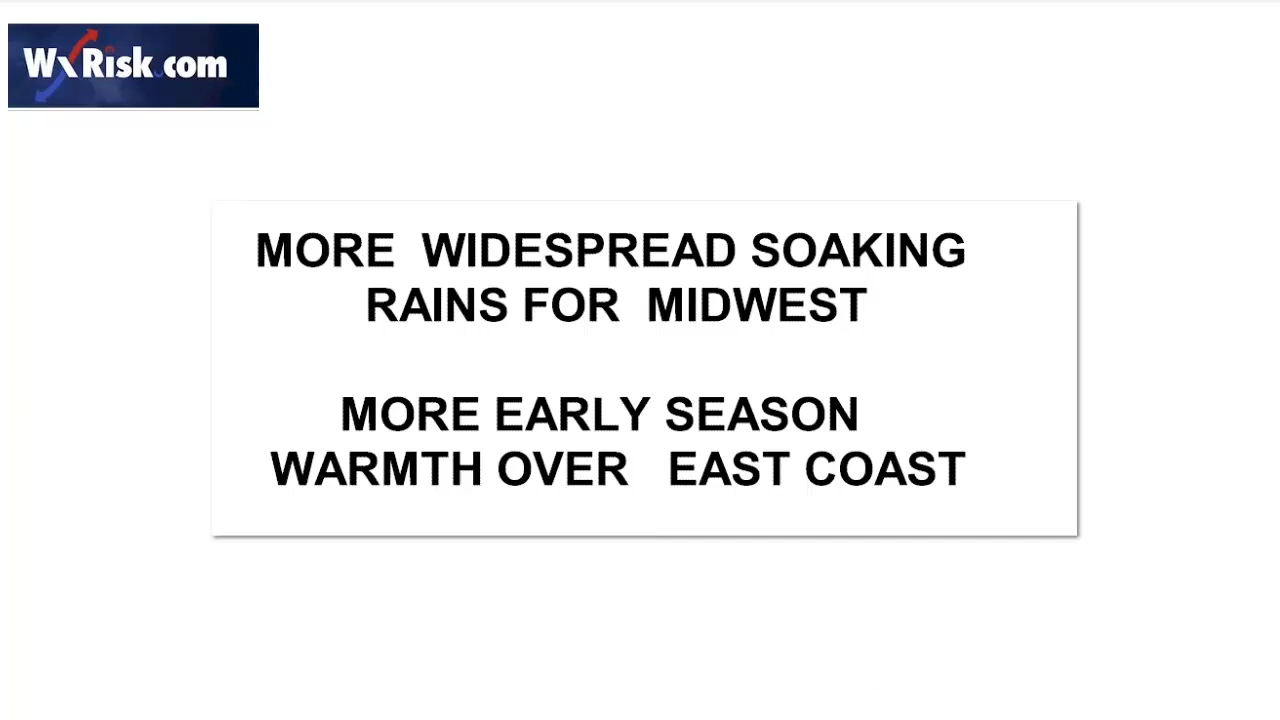 WxRisk.com
MORE WIDESPREAD SOAKING
RAINS FOR MIDWEST
MORE EARLY SEASON
WARMTH OVER EAST COAST